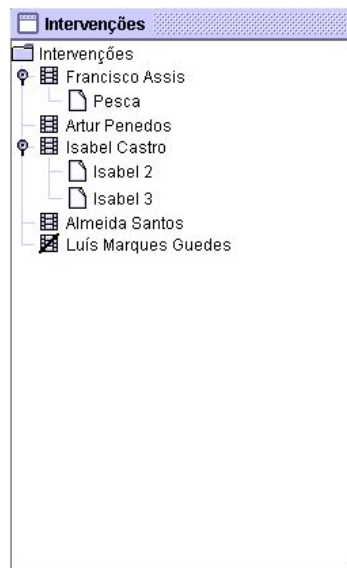 Intervenções
Intervenções
Francisco Assis
Pesca
Artur Penedos
Isabel Castro
Isabel 2
Isabel 3
Almeida Santos
Luís Marques Guedes